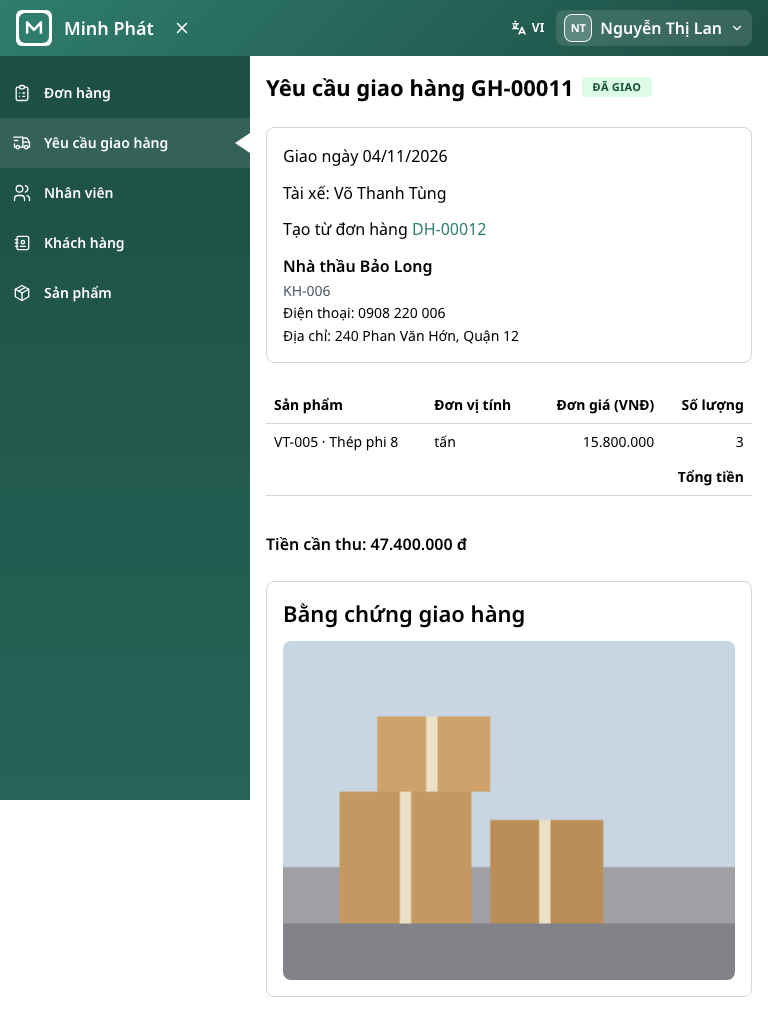 Minh Phát
VI
NT
Nguyễn Thị Lan
Đơn hàng
Yêu cầu giao hàng
Nhân viên
Khách hàng
Sản phẩm
Yêu cầu giao hàng GH-00011
ĐÃ GIAO
Giao ngày 04/11/2026
Tài xế: Võ Thanh Tùng
Tạo từ đơn hàng DH-00012
Nhà thầu Bảo Long
KH-006
Điện thoại: 0908 220 006
Địa chỉ: 240 Phan Văn Hớn, Quận 12
Sản phẩm Đơn vị tính Đơn giá (VNĐ) Số lượng
VT-005 · Thép phi 8 tấn 15.800.000 3
Tổng tiền
Tiền cần thu: 47.400.000 đ
Bằng chứng giao hàng